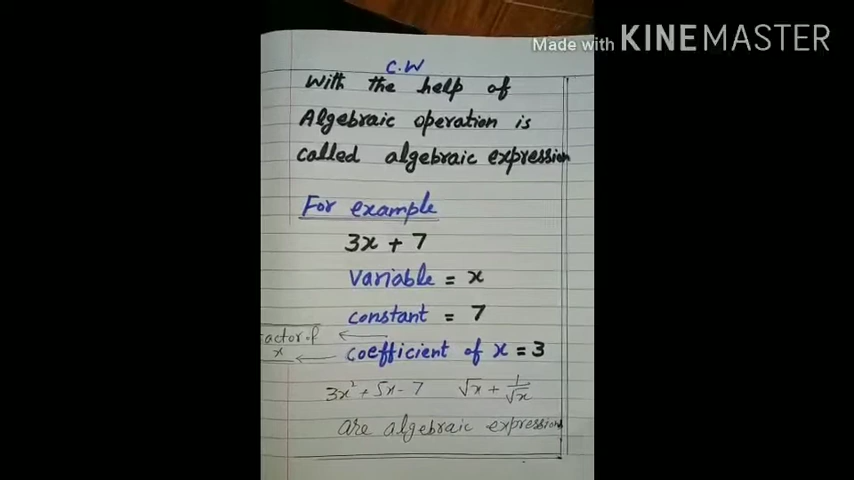 Made with KINEMASTER
C.W
With the help of
Algebraic operation is
called algebraic expression
For example
3x + 7
Variable = x
constant = 7
actor of
x
coefficient of x = 3
3x² + 5x - 7 √x + 1/√x
are algebraic expressions